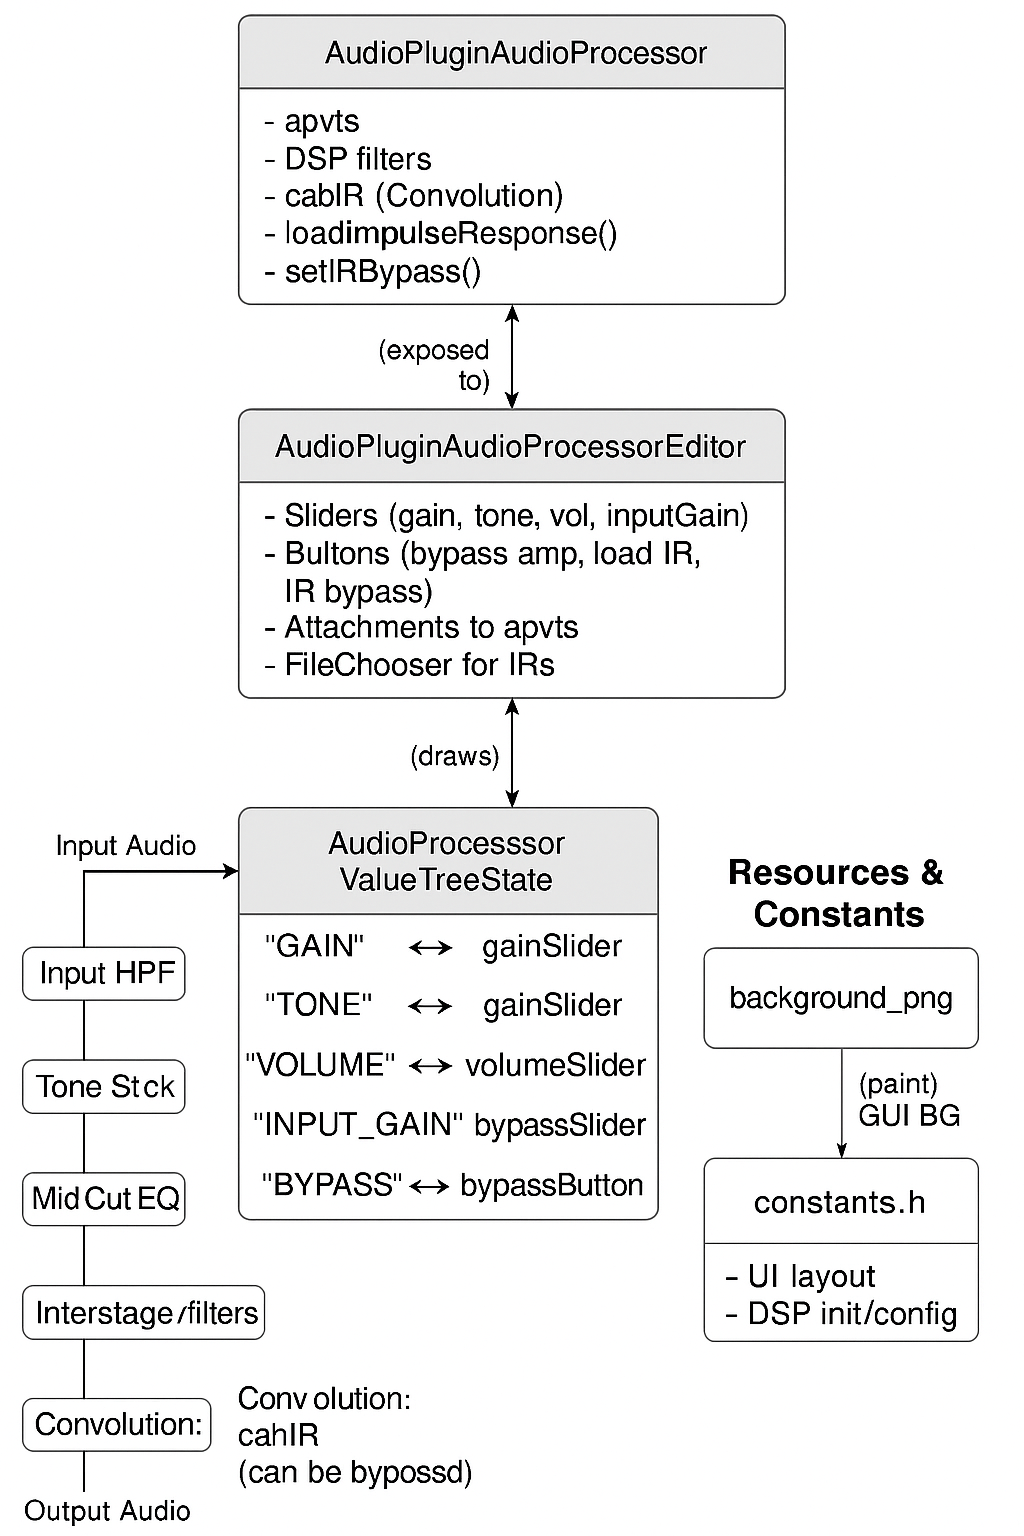 AudioPluginAudioProcessor
- apvts
- DSP filters
- cabIR (Convolution)
- loadimpulseResponse()
- setIRBypass()
(exposed
to)
AudioPluginAudioProcessorEditor
- Sliders (gain, tone, vol, inputGain)
- Bultons (bypass amp, load IR,
IR bypass)
- Attachments to apvts
- FileChooser for IRs
(draws)
Input Audio
Input HPF
Tone Stck
Mid Cut EQ
Interstage/filters
Convolution:
Output Audio
Conv olution:
cahIR
(can be bypossd)
AudioProcesssor
ValueTreeState
"GAIN" ↔ gainSlider
"TONE" ↔ gainSlider
"VOLUME" ↔ volumeSlider
"INPUT_GAIN" bypassSlider
"BYPASS" ↔ bypassButton
Resources &
Constants
background_png
(paint)
GUI BG
constants.h
- UI layout
- DSP init/config